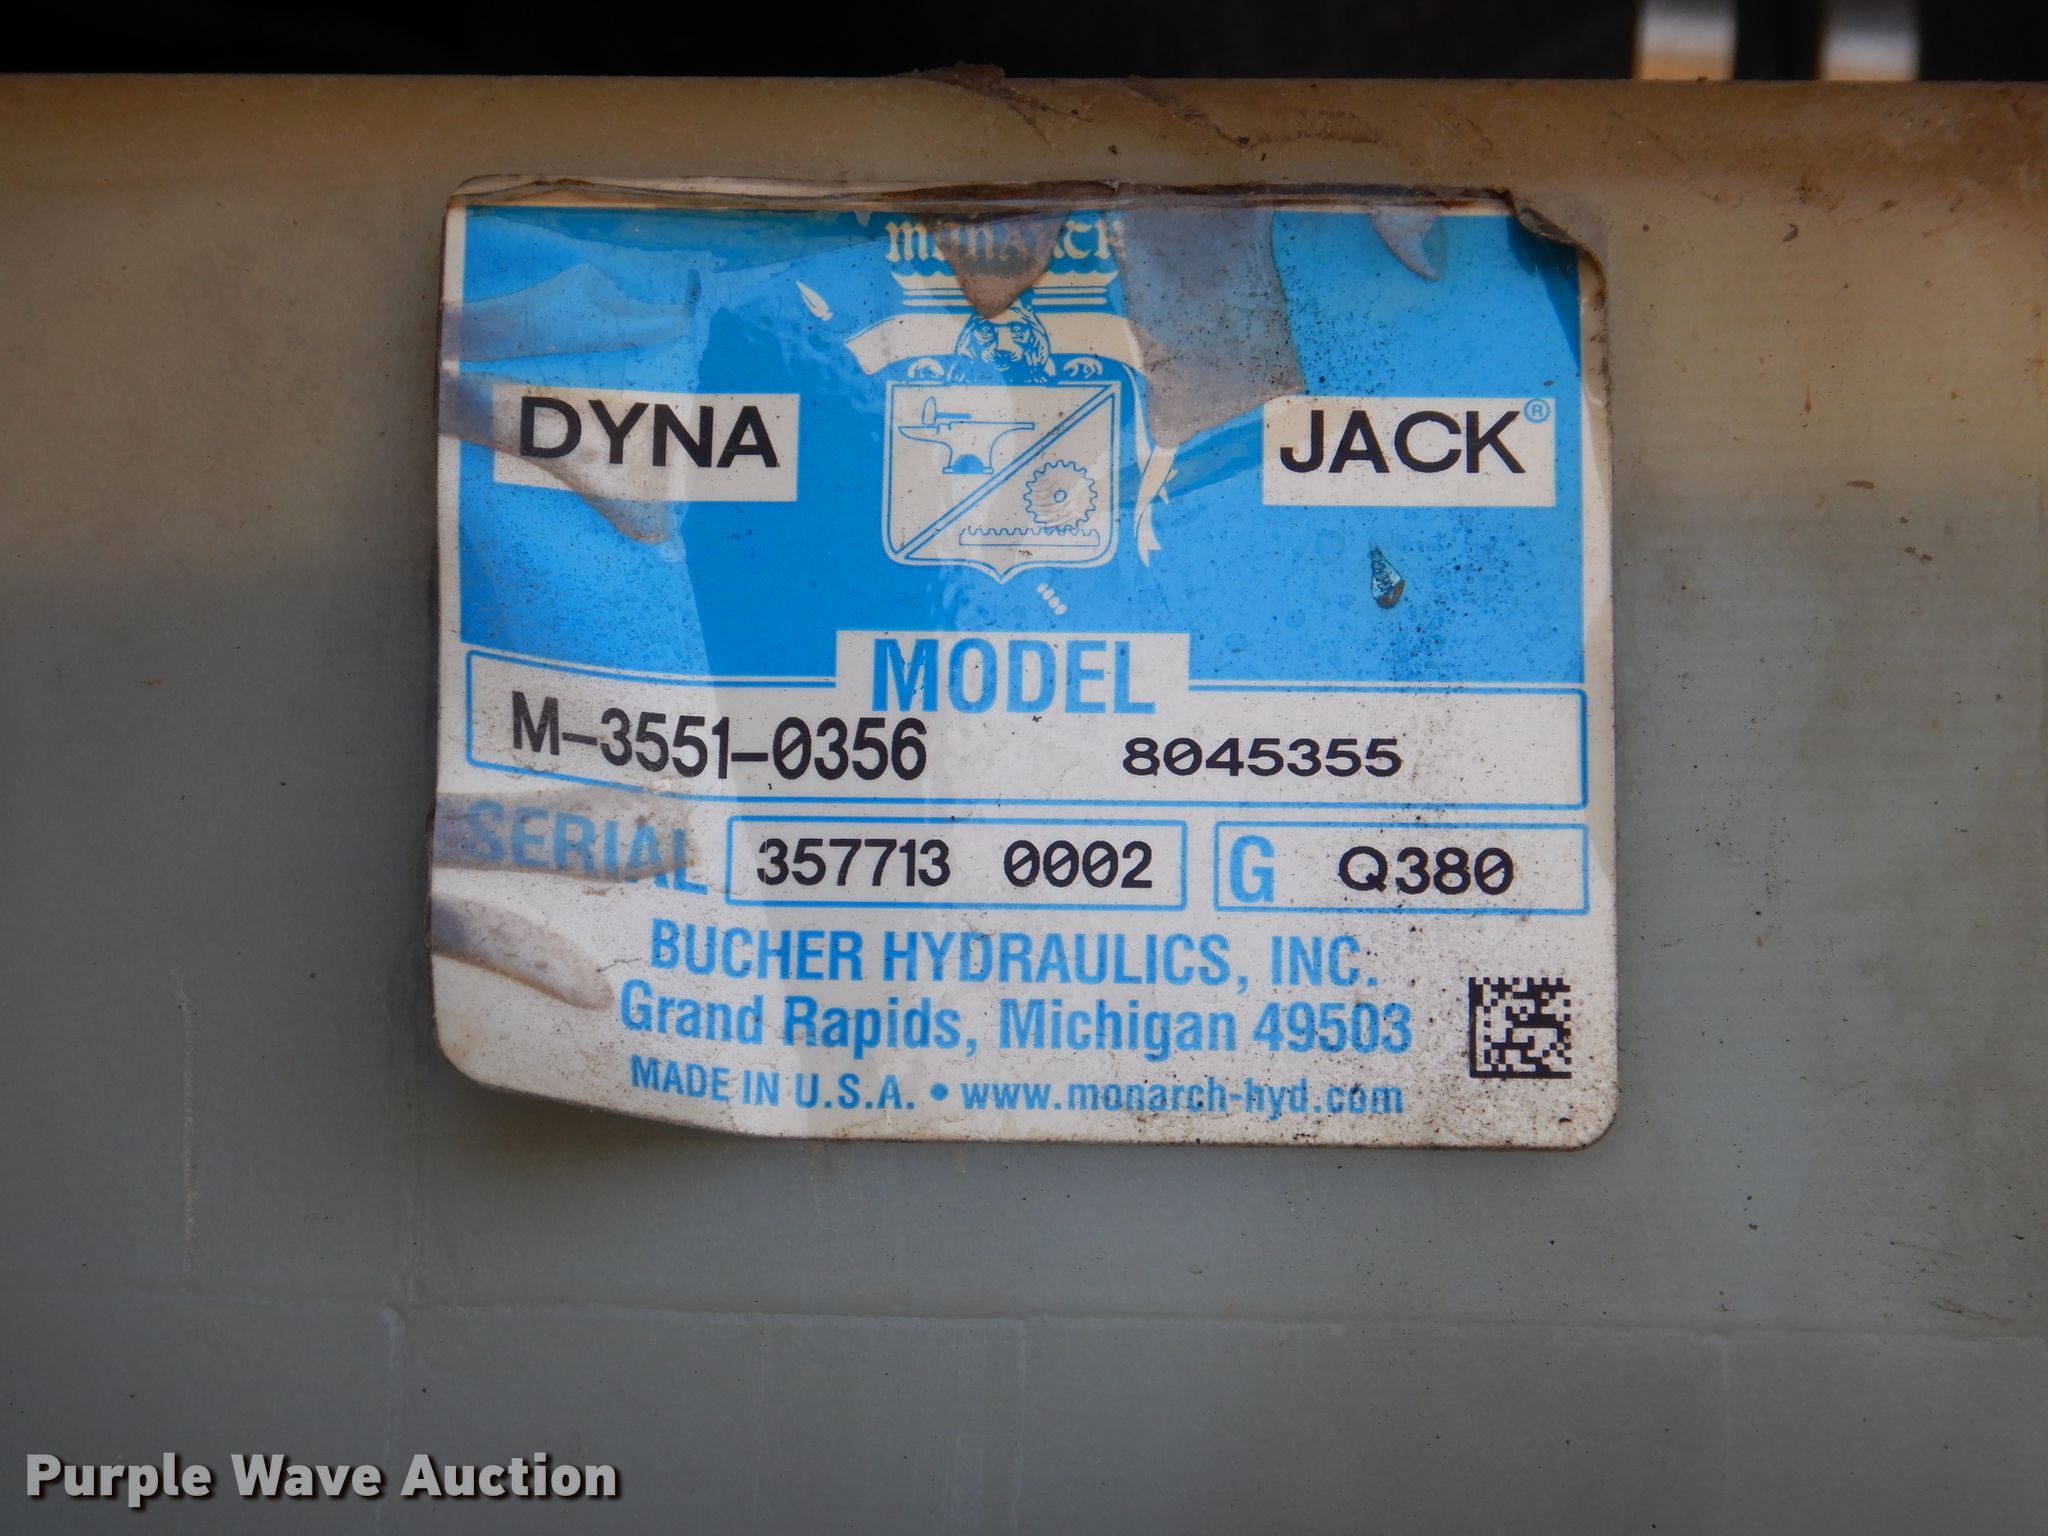 MONARCH
DYNA JACK®
MODEL
M-3551-0356 8045355
SERIAL 357713 0002 G Q380
BUCHER HYDRAULICS, INC.
Grand Rapids, Michigan 49503
MADE IN U.S.A. • www.monarch-hyd.com
Purple Wave Auction